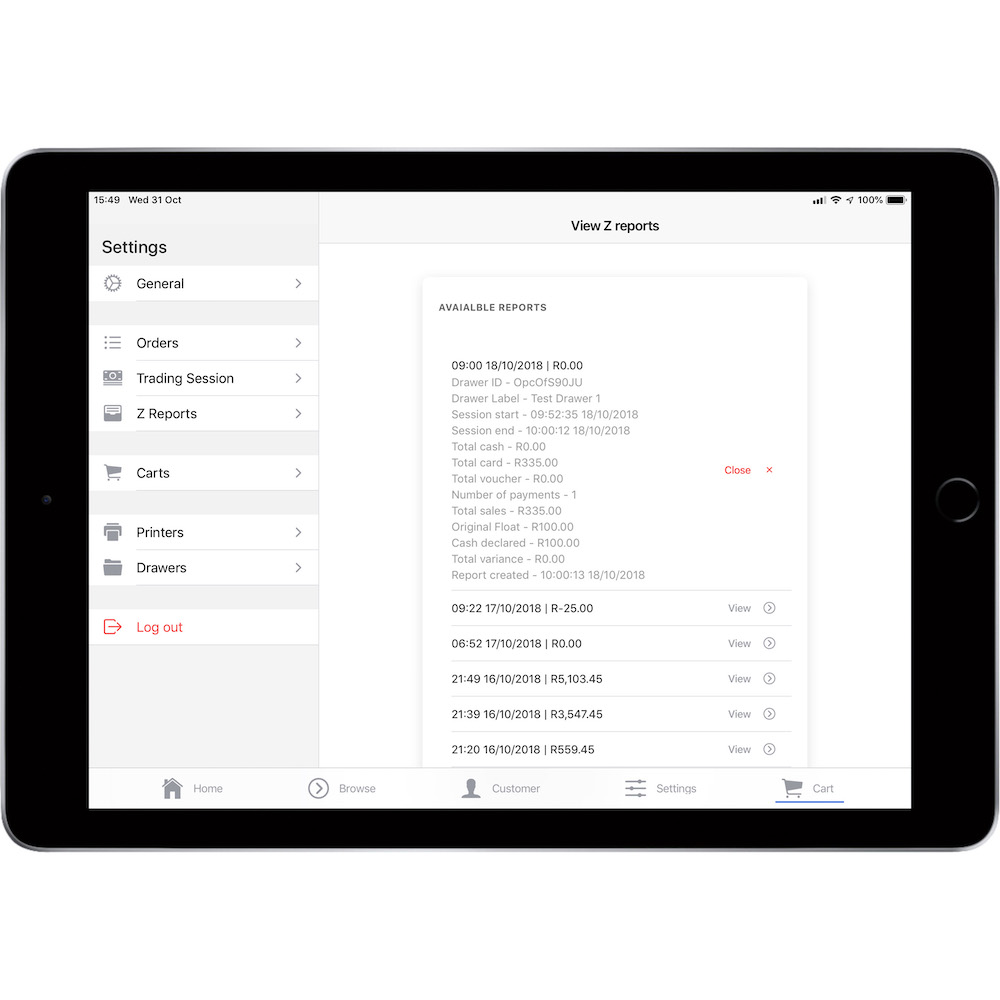 15:49 Wed 31 Oct
100%
Settings
General
Orders
Trading Session
Z Reports
Carts
Printers
Drawers
Log out
View Z reports
AVAIALBLE REPORTS
09:00 18/10/2018 | R0.00
Drawer ID - OpcOfS90JU
Drawer Label - Test Drawer 1
Session start - 09:52:35 18/10/2018
Session end - 10:00:12 18/10/2018
Total cash - R0.00
Total card - R335.00
Total voucher - R0.00
Number of payments - 1
Total sales - R335.00
Original Float - R100.00
Cash declared - R100.00
Total variance - R0.00
Report created - 10:00:13 18/10/2018
Close ×
09:22 17/10/2018 | R-25.00 View
06:52 17/10/2018 | R0.00 View
21:49 16/10/2018 | R5,103.45 View
21:39 16/10/2018 | R3,547.45 View
21:20 16/10/2018 | R559.45 View
Home Browse Customer Settings Cart